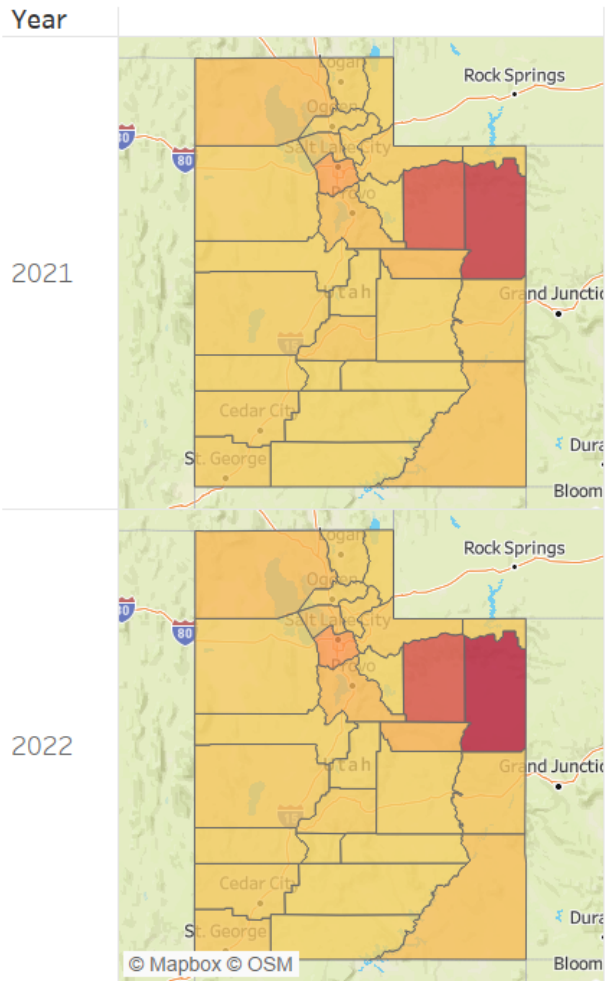 Year
2021
Logan
Rock Springs
Ogden
80
80
Salt Lake City
Provo
Utah
Grand Junctio
15
Cedar City
St. George
Dura
Bloom
2022
Logan
Rock Springs
Ogden
80
80
Salt Lake City
Provo
Utah
Grand Junctio
15
Cedar City
St. George
Dura
© Mapbox © OSM
Bloom